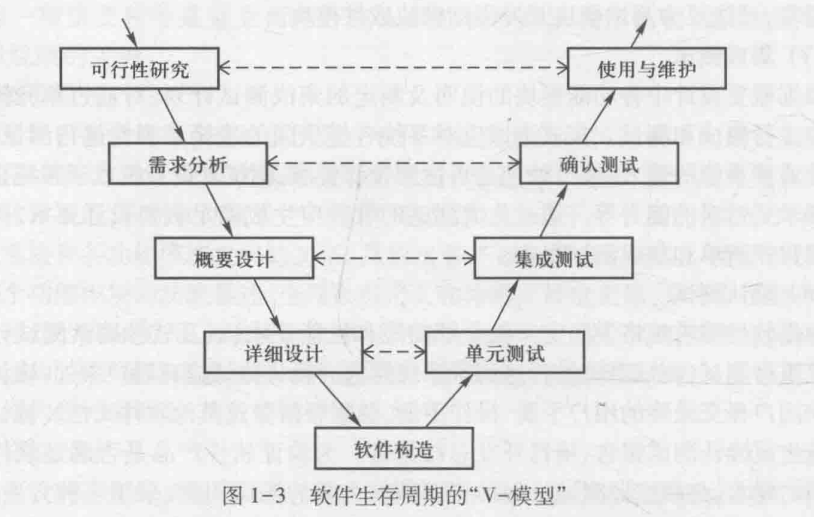 可行性研究
使用与维护
需求分析
确认测试
概要设计
集成测试
详细设计
单元测试
软件构造
图 1-3 软件生存周期的“V-模型”